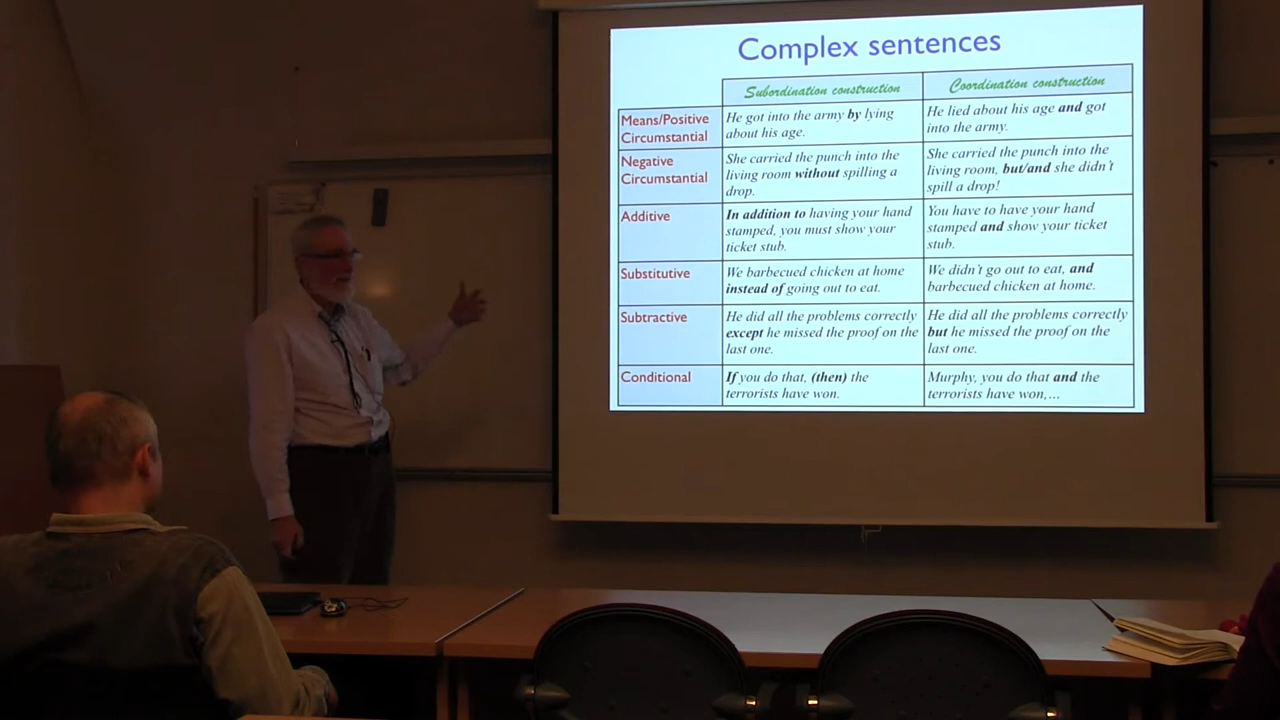 Complex sentences
Subordination construction
Coordination construction
Means/Positive
Circumstantial
He got into the army by lying
about his age.
He lied about his age and got
into the army.
Negative
Circumstantial
She carried the punch into the
living room without spilling a
drop.
She carried the punch into the
living room, but/and she didn't
spill a drop!
Additive
In addition to having your hand
stamped, you must show your
ticket stub.
You have to have your hand
stamped and show your ticket
stub.
Substitutive
We barbecued chicken at home
instead of going out to eat.
We didn't go out to eat, and
barbecued chicken at home.
Subtractive
He did all the problems correctly
except he missed the proof on the
last one.
He did all the problems correctly
but he missed the proof on the
last one.
Conditional
If you do that, (then) the
terrorists have won.
Murphy, you do that and the
terrorists have won,...